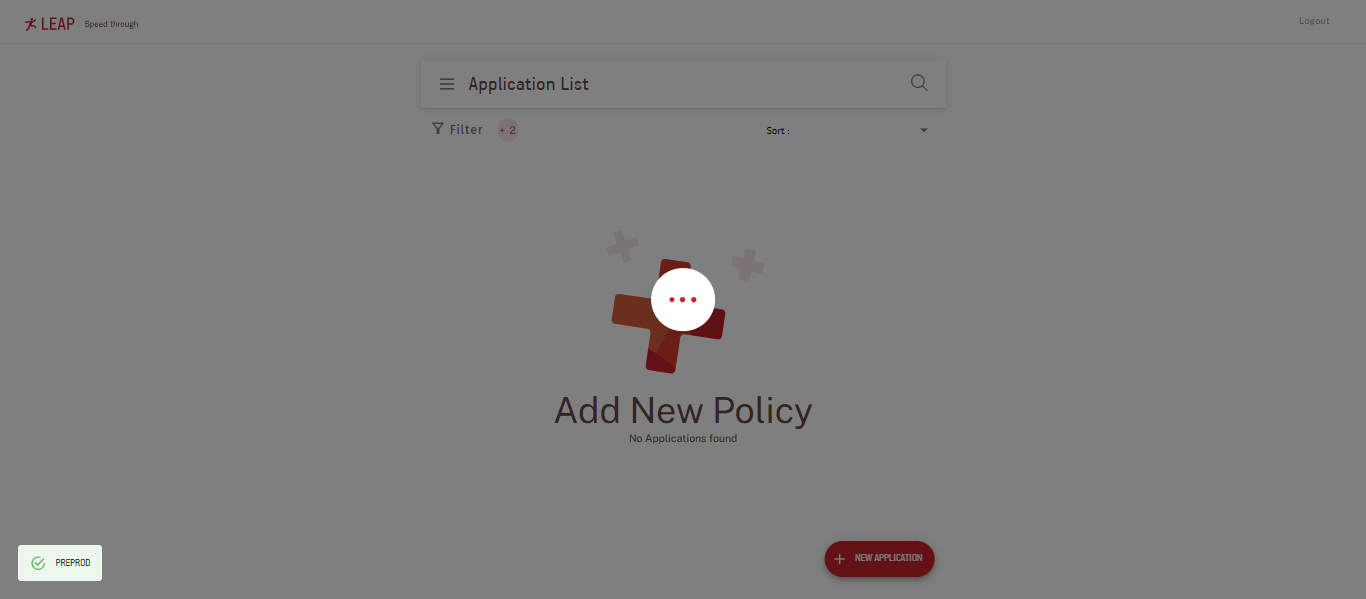 LEAP Speed through
Logout
Application List
Filter + 2
Sort :
Add New Policy
No Applications found
PREPROD
+ NEW APPLICATION